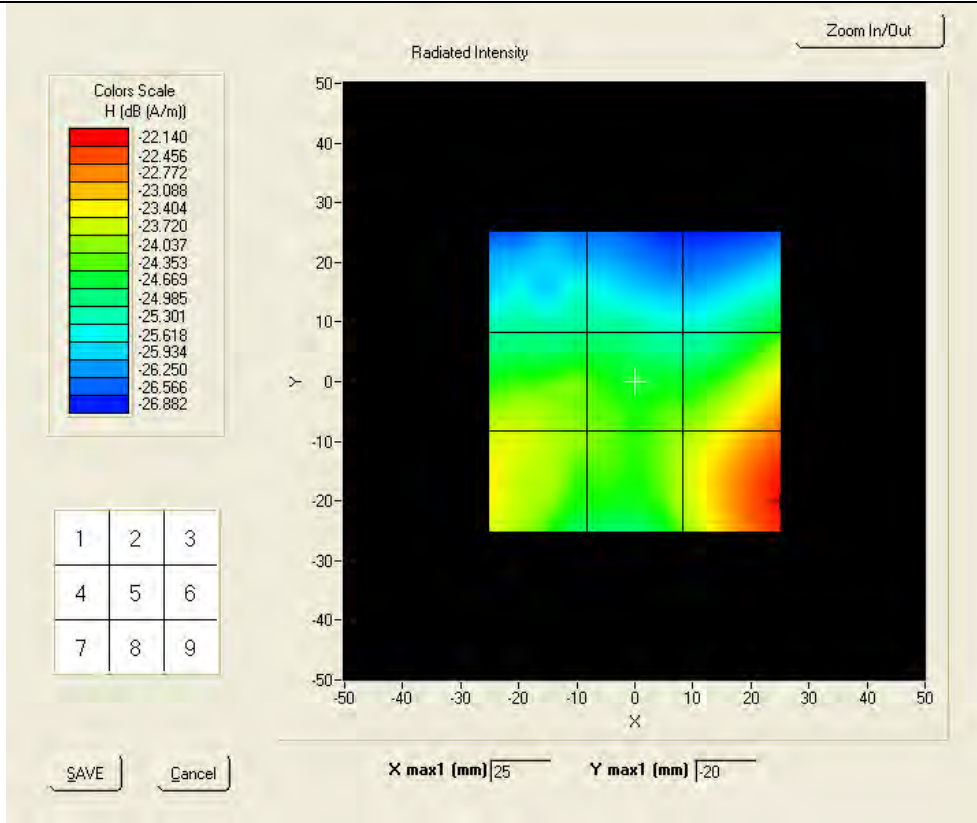 Zoom In/Out
Radiated Intensity
Colors Scale
H (dB (A/m))
-22.140
-22.456
-22.772
-23.088
-23.404
-23.720
-24.037
-24.353
-24.669
-24.985
-25.301
-25.618
-25.934
-26.250
-26.566
-26.882
1 2 3
4 5 6
7 8 9
50
40
30
20
10
Y 0
-10
-20
-30
-40
-50
-50 -40 -30 -20 -10 0 10 20 30 40 50
X
SAVE Cancel X max1 (mm) 25 Y max1 (mm) -20